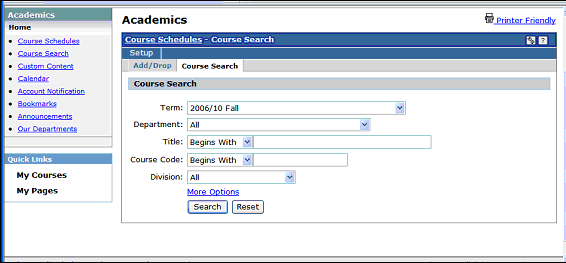 Academics
Home
Course Schedules
Course Search
Custom Content
Calendar
Account Notification
Bookmarks
Announcements
Our Departments
Quick Links
My Courses
My Pages
Academics
Printer Friendly
Course Schedules - Course Search
?
Setup
Add/Drop Course Search
Course Search
Term: 2006/10 Fall
Department: All
Title: Begins With
Course Code: Begins With
Division: All
More Options
Search Reset